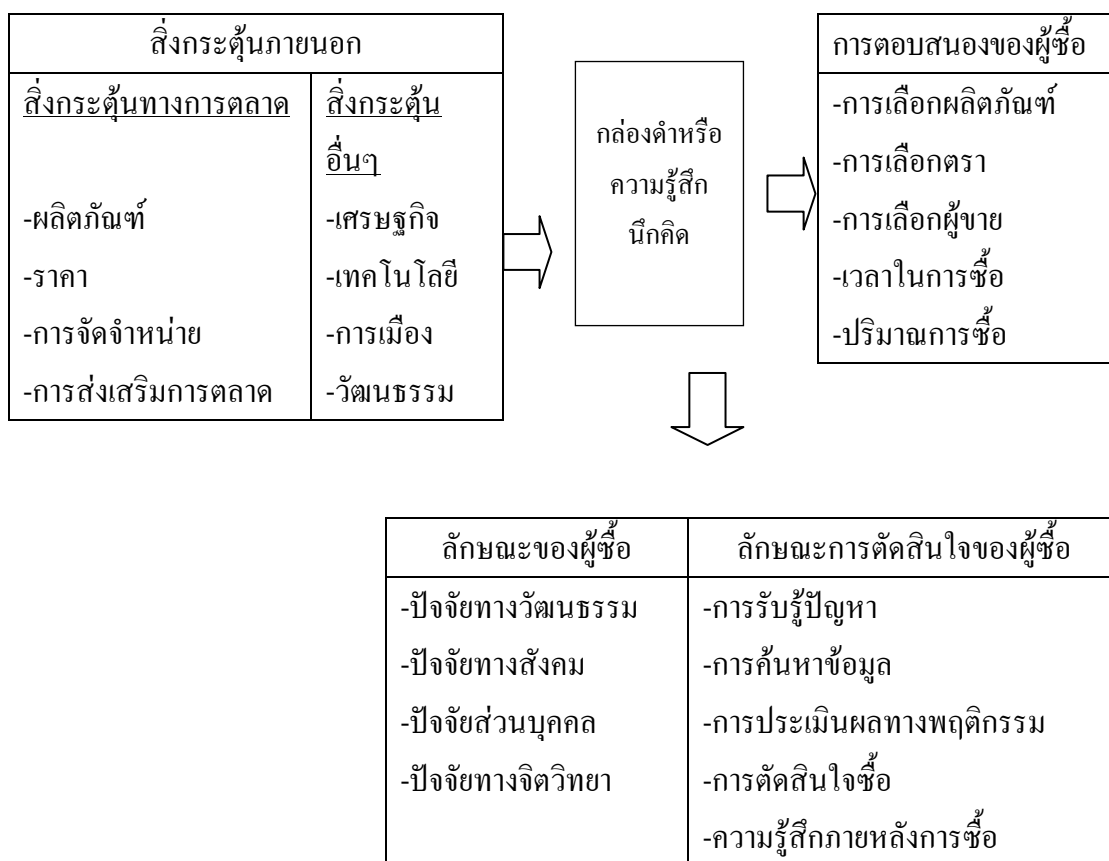 สิ่งกระตุ้นภายนอก
สิ่งกระตุ้นทางการตลาด
-ผลิตภัณฑ์
-ราคา
-การจัดจำหน่าย
-การส่งเสริมการตลาด
สิ่งกระตุ้น
อื่นๆ
-เศรษฐกิจ
-เทคโนโลยี
-การเมือง
-วัฒนธรรม
กล่องดำหรือ
ความรู้สึก
นึกคิด
การตอบสนองของผู้ซื้อ
-การเลือกผลิตภัณฑ์
-การเลือกตรา
-การเลือกผู้ขาย
-เวลาในการซื้อ
-ปริมาณการซื้อ
ลักษณะของผู้ซื้อ
-ปัจจัยทางวัฒนธรรม
-ปัจจัยทางสังคม
-ปัจจัยส่วนบุคคล
-ปัจจัยทางจิตวิทยา
ลักษณะการตัดสินใจของผู้ซื้อ
-การรับรู้ปัญหา
-การค้นหาข้อมูล
-การประเมินผลทางพฤติกรรม
-การตัดสินใจซื้อ
-ความรู้สึกภายหลังการซื้อ